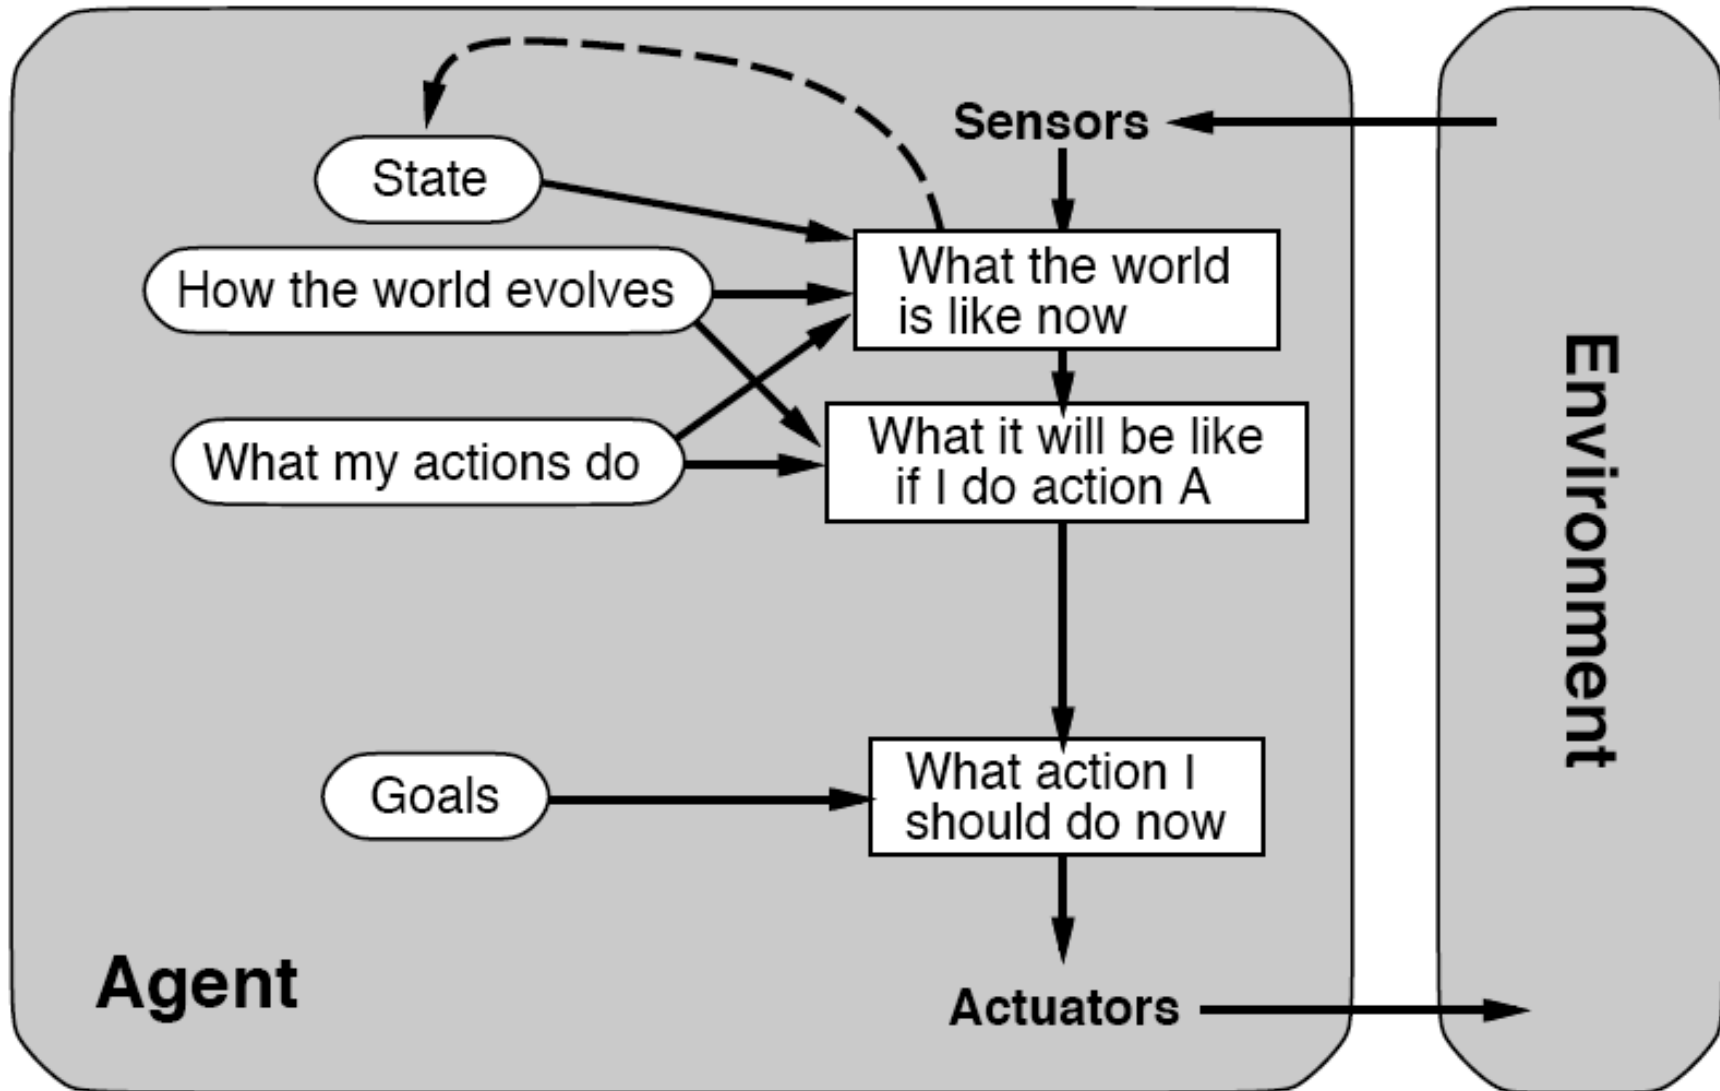 Sensors
State
What the world
is like now
How the world evolves
What it will be like
if I do action A
What my actions do
Environment
What action I
should do now
Goals
Agent
Actuators